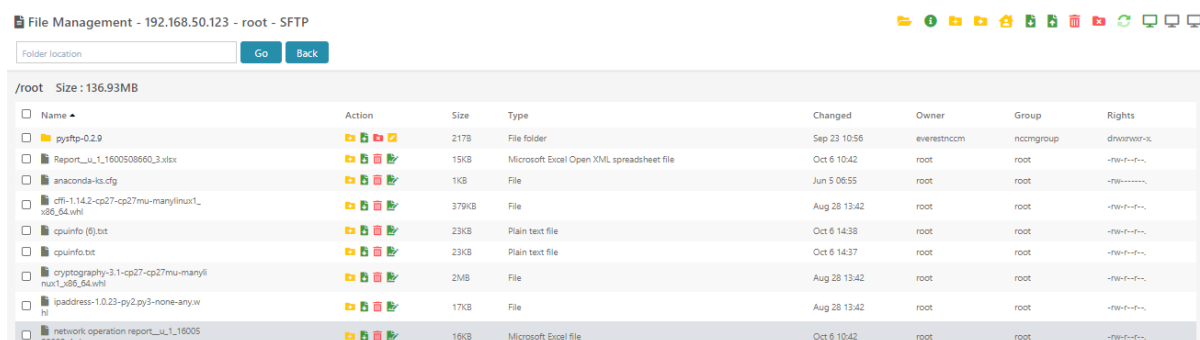 File Management - 192.168.50.123 - root - SFTP
Folder location Go Back
/root Size : 136.93MB
Name Action Size Type Changed Owner Group Rights
pysftp-0.2.9 217B File folder Sep 23 10:56 everestnccm nccmgroup drwxrwxr-x.
Report__u_1_1600508660_3.xlsx 15KB Microsoft Excel Open XML spreadsheet file Oct 6 10:42 root root -rw-r--r--.
anaconda-ks.cfg 1KB File Jun 5 06:55 root root -rw-------.
cffi-1.14.2-cp27-cp27mu-manylinux1_
x86_64.whl 379KB File Aug 28 13:42 root root -rw-r--r--.
cpuinfo (6).txt 23KB Plain text file Oct 6 14:38 root root -rw-r--r--.
cpuinfo.txt 23KB Plain text file Oct 6 14:37 root root -rw-r--r--.
cryptography-3.1-cp27-cp27mu-manyli
nux1_x86_64.whl 2MB File Aug 28 13:42 root root -rw-r--r--.
ipaddress-1.0.23-py2.py3-none-any.w
hl 17KB File Aug 28 13:42 root root -rw-r--r--.
network operation report__u_1_16005
16KB Microsoft Excel file Oct 6 10:42 root root -rw-r--r--.